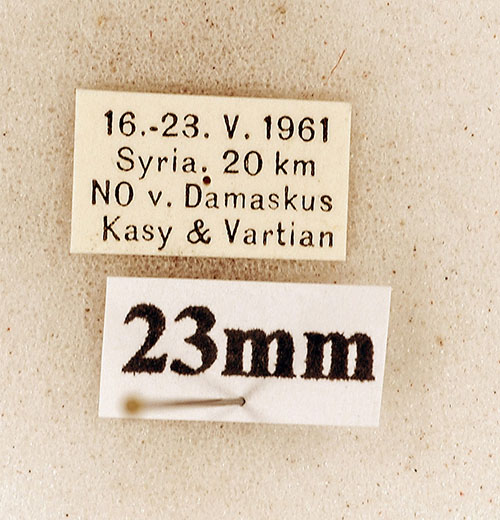 16.-23. V. 1961
Syria. 20 km
NO v. Damaskus
Kasy & Vartian
23mm